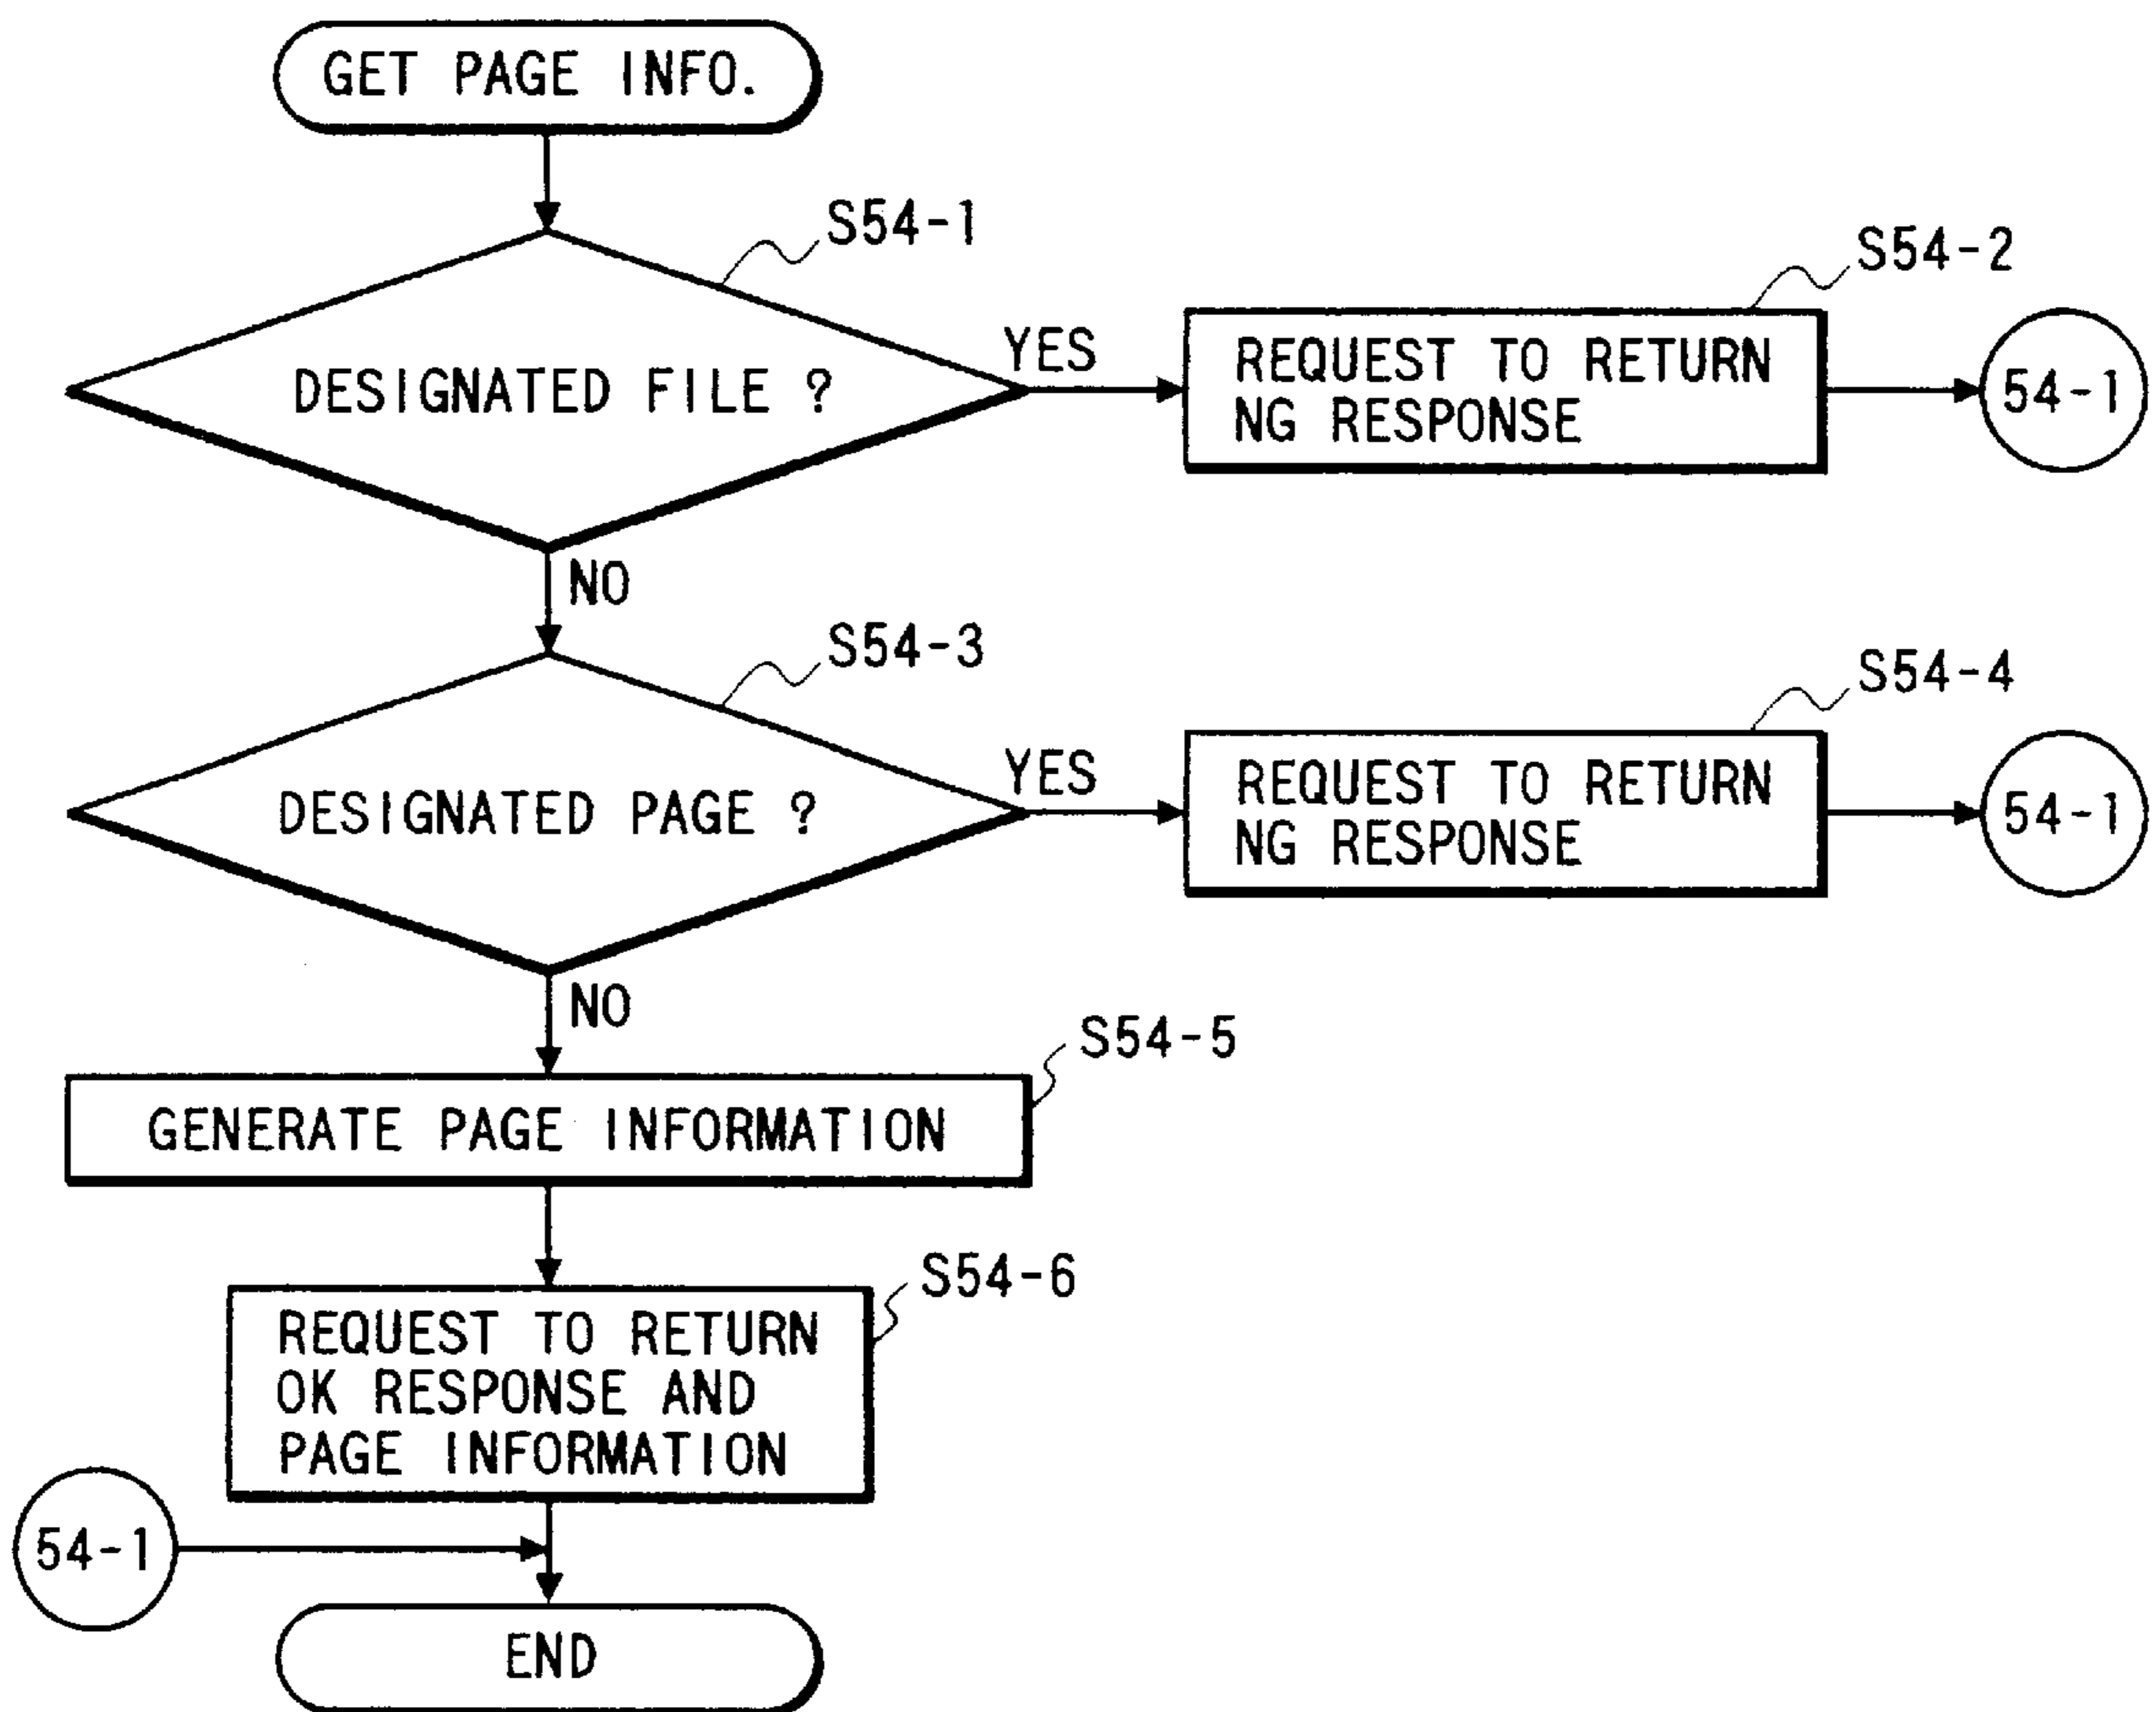 GET PAGE INFO.
S54-1
DESIGNATED FILE ?
YES
S54-2
REQUEST TO RETURN
NG RESPONSE
54-1
NO
S54-3
DESIGNATED PAGE ?
YES
S54-4
REQUEST TO RETURN
NG RESPONSE
54-1
NO
S54-5
GENERATE PAGE INFORMATION
S54-6
REQUEST TO RETURN
OK RESPONSE AND
PAGE INFORMATION
54-1
END